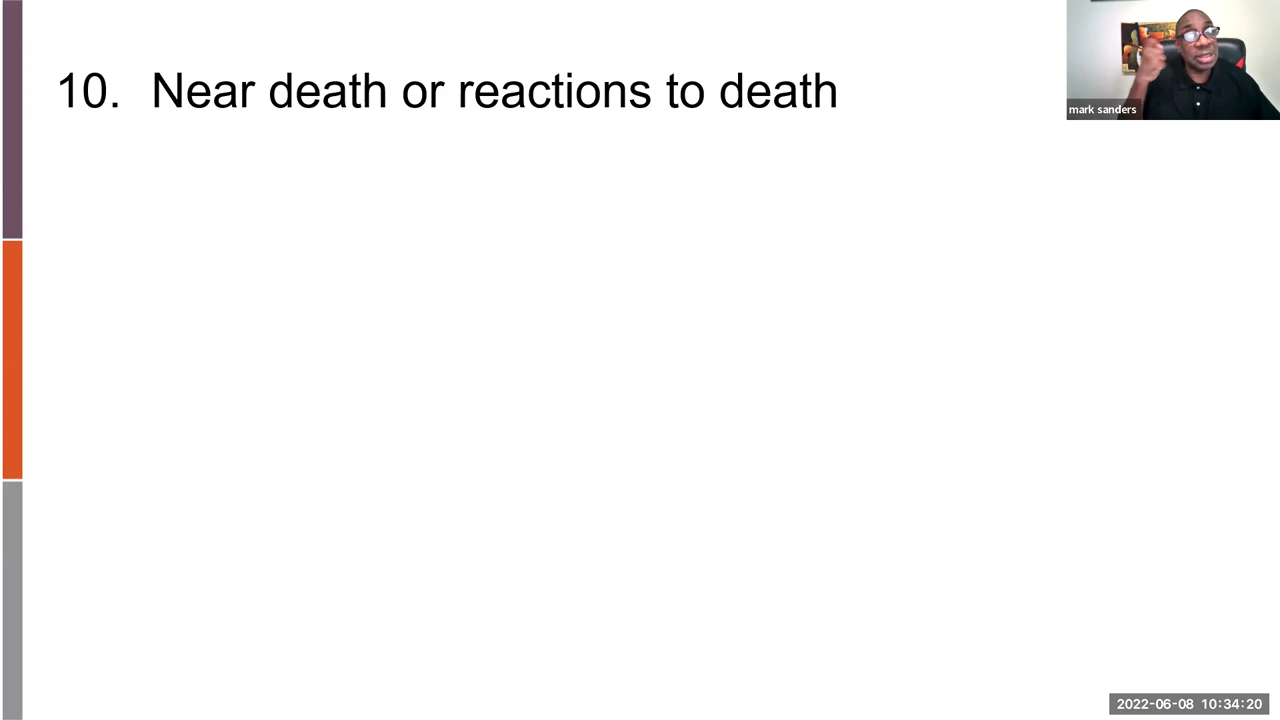 10. Near death or reactions to death
mark sanders
2022-06-08 10:34:20